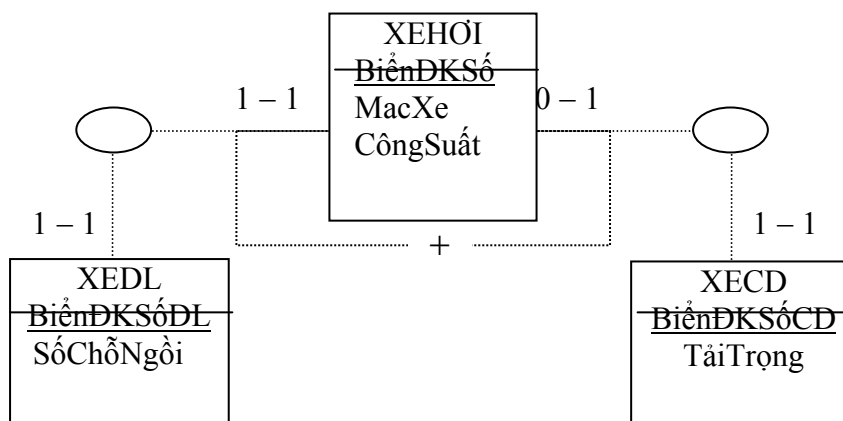 XEHƠI
BiểnĐKSố
MacXe
CôngSuất
1 – 1
0 – 1
1 – 1
1 – 1
+
XEDL
BiểnĐKSốDL
SốChỗNgồi
XECD
BiểnĐKSốCD
TảiTrọng